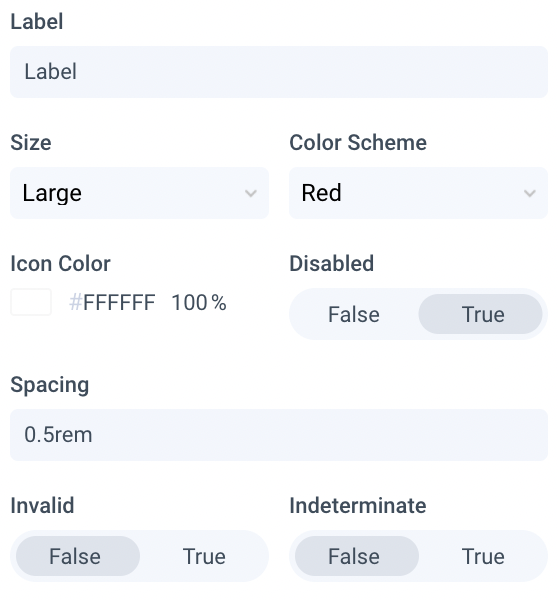 Label
Label
Size Color Scheme
Large Red
Icon Color Disabled
#FFFFFF 100% False True
Spacing
0.5rem
Invalid Indeterminate
False True False True